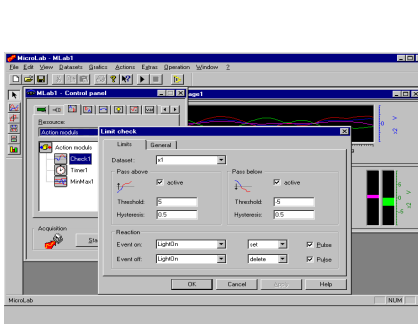 MicroLab - MLab1
File Edit View Datasets Grafics Actions Extras Operation Window ?
MLab1 - Control panel
age1
Resource:
Action moduls
Action moduls
Check1
Timer1
MinMax1
Acquisition
Sta
Limit check
Limits General
Dataset: x1
Pass above
active
Threshold: 5
Hysteresis: 0.5
Pass below
active
Threshold: -5
Hysteresis: 0.5
Reaction
Event on: LightOn set Pulse
Event off: LightOn delete Pulse
OK Cancel Apply Help
MicroLab NUM